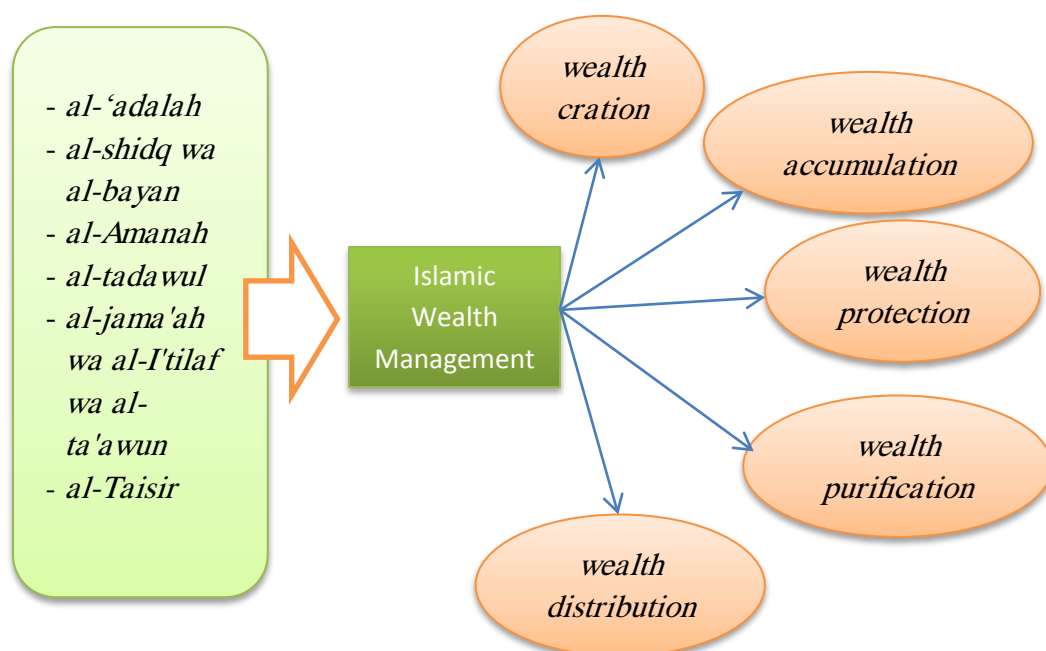 - al-‘adalah
- al-shidq wa
al-bayan
- al-Amanah
- al-tadawul
- al-jama'ah
wa al-I'tilaf
wa al-
ta'awun
- al-Taisir
Islamic
Wealth
Management
wealth
cration
wealth
accumulation
wealth
protection
wealth
purification
wealth
distribution